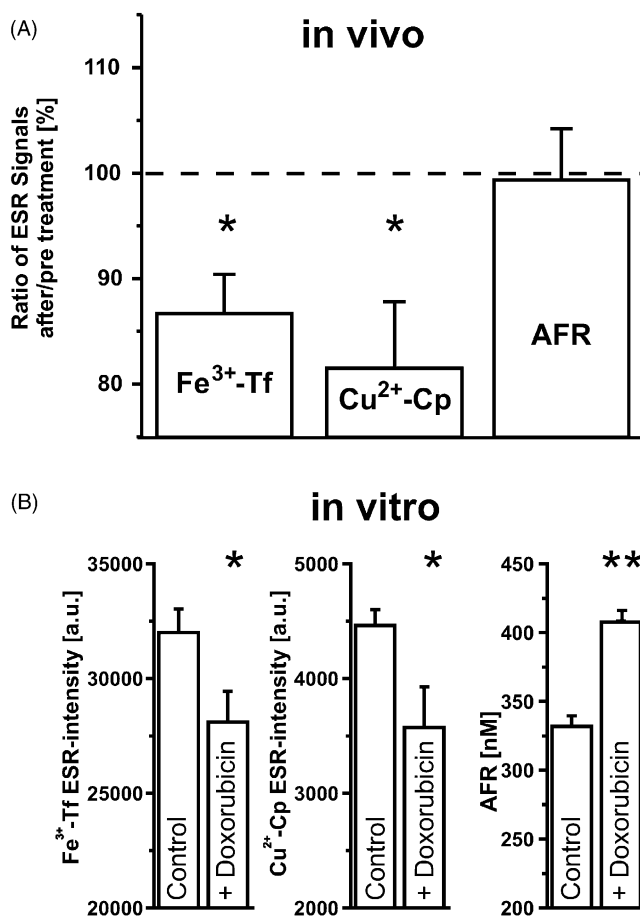 (A)
in vivo
Ratio of ESR Signals
after/pre treatment [%]
110
100
90
80
*
*
Fe³⁺-Tf
Cu²⁺-Cp
AFR
(B)
in vitro
Fe³⁺-Tf ESR-intensity [a.u.]
35000
30000
25000
20000
*
Control
+ Doxorubicin
Cu²⁺-Cp ESR-intensity [a.u.]
5000
4000
3000
2000
*
Control
+ Doxorubicin
AFR [nM]
450
400
350
300
250
200
**
Control
+ Doxorubicin